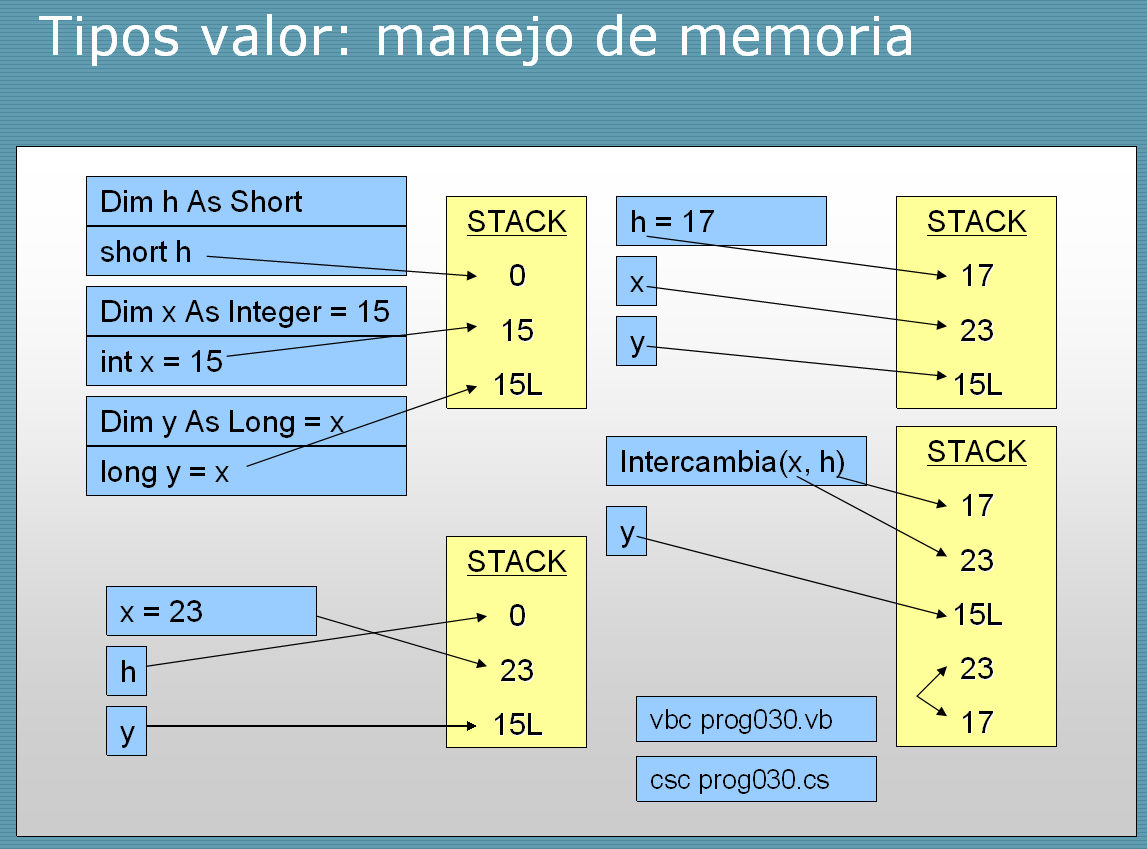 Tipos valor: manejo de memoria
Dim h As Short
short h
Dim x As Integer = 15
int x = 15
Dim y As Long = x
long y = x
STACK
0
15
15L
h = 17
x
y
STACK
17
23
15L
x = 23
h
y
STACK
0
23
15L
Intercambia(x, h)
y
STACK
17
23
15L
23
17
vbc prog030.vb
csc prog030.cs